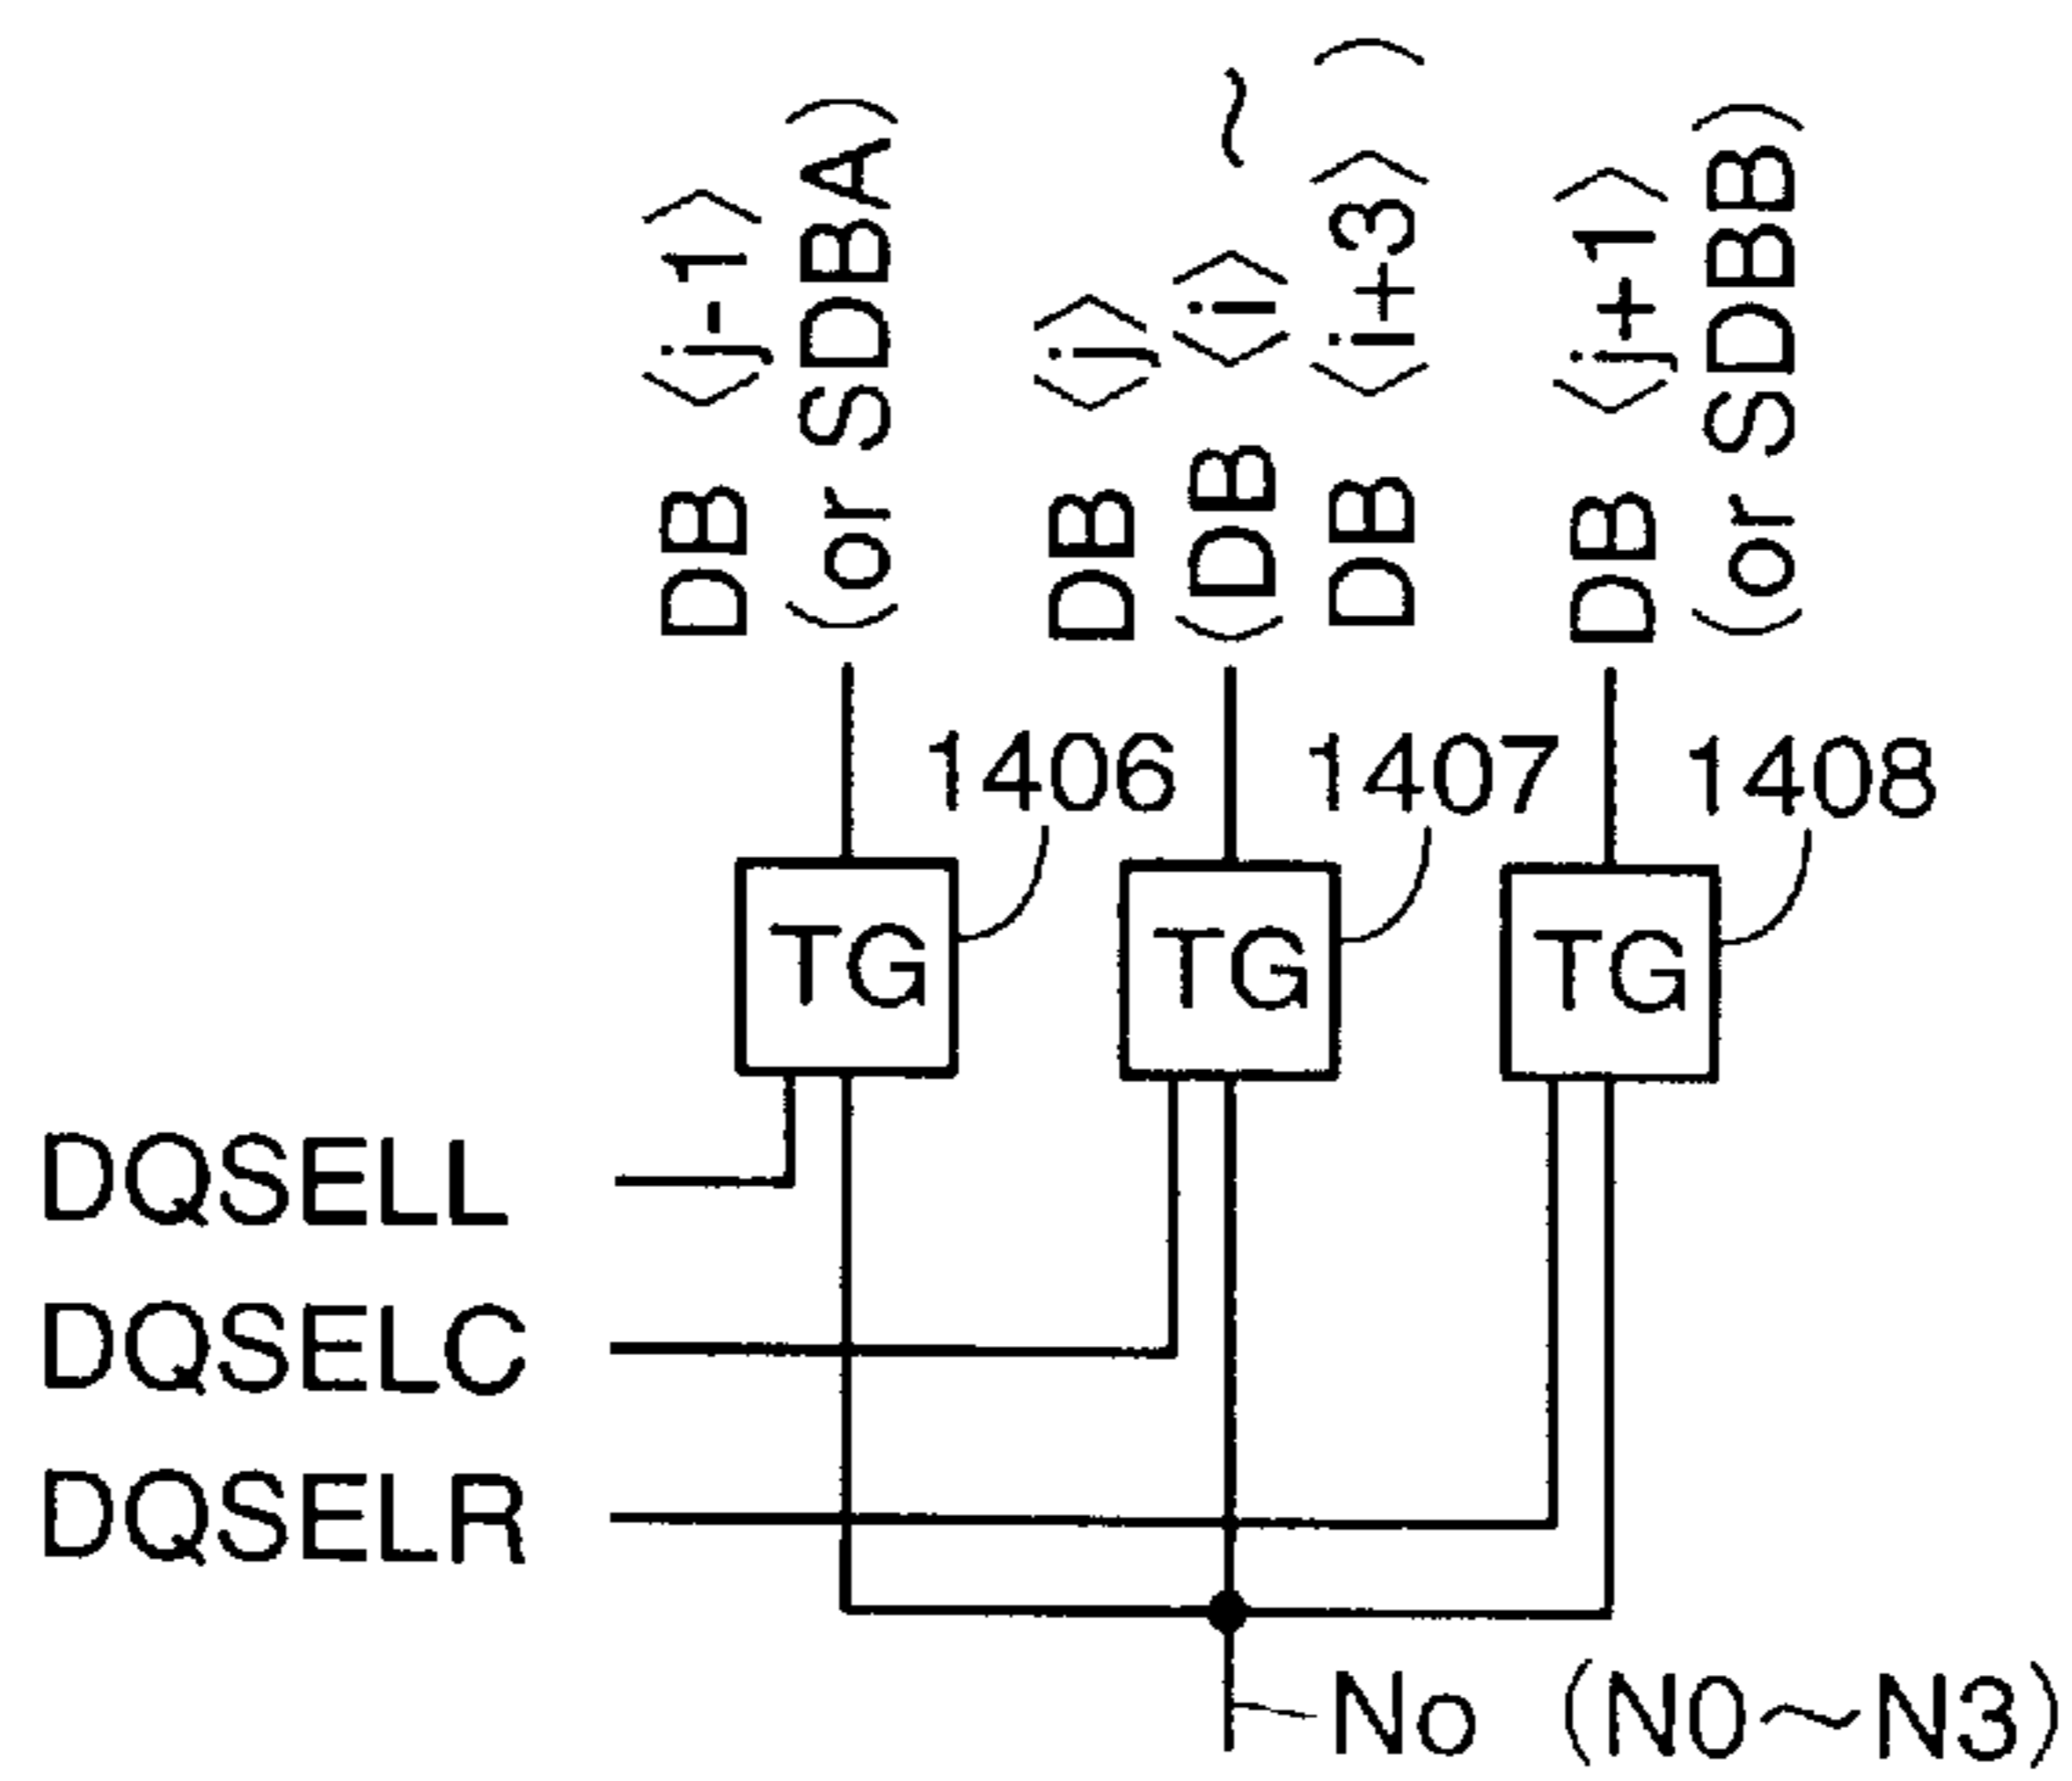 DB <j-1>
(or SDBA)
DB <j>
(DB <i> ~
DB <i+3>)
DB <j+1>
(or SDBB)
1406
1407
1408
TG
TG
TG
DQSELL
DQSELC
DQSELR
No (N0~N3)